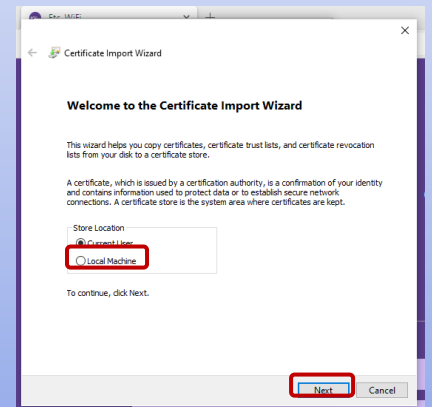 Etc WiFi
Certificate Import Wizard
Welcome to the Certificate Import Wizard
This wizard helps you copy certificates, certificate trust lists, and certificate revocation
lists from your disk to a certificate store.
A certificate, which is issued by a certification authority, is a confirmation of your identity
and contains information used to protect data or to establish secure network
connections. A certificate store is the system area where certificates are kept.
Store Location
Current User
Local Machine
To continue, click Next.
Next Cancel